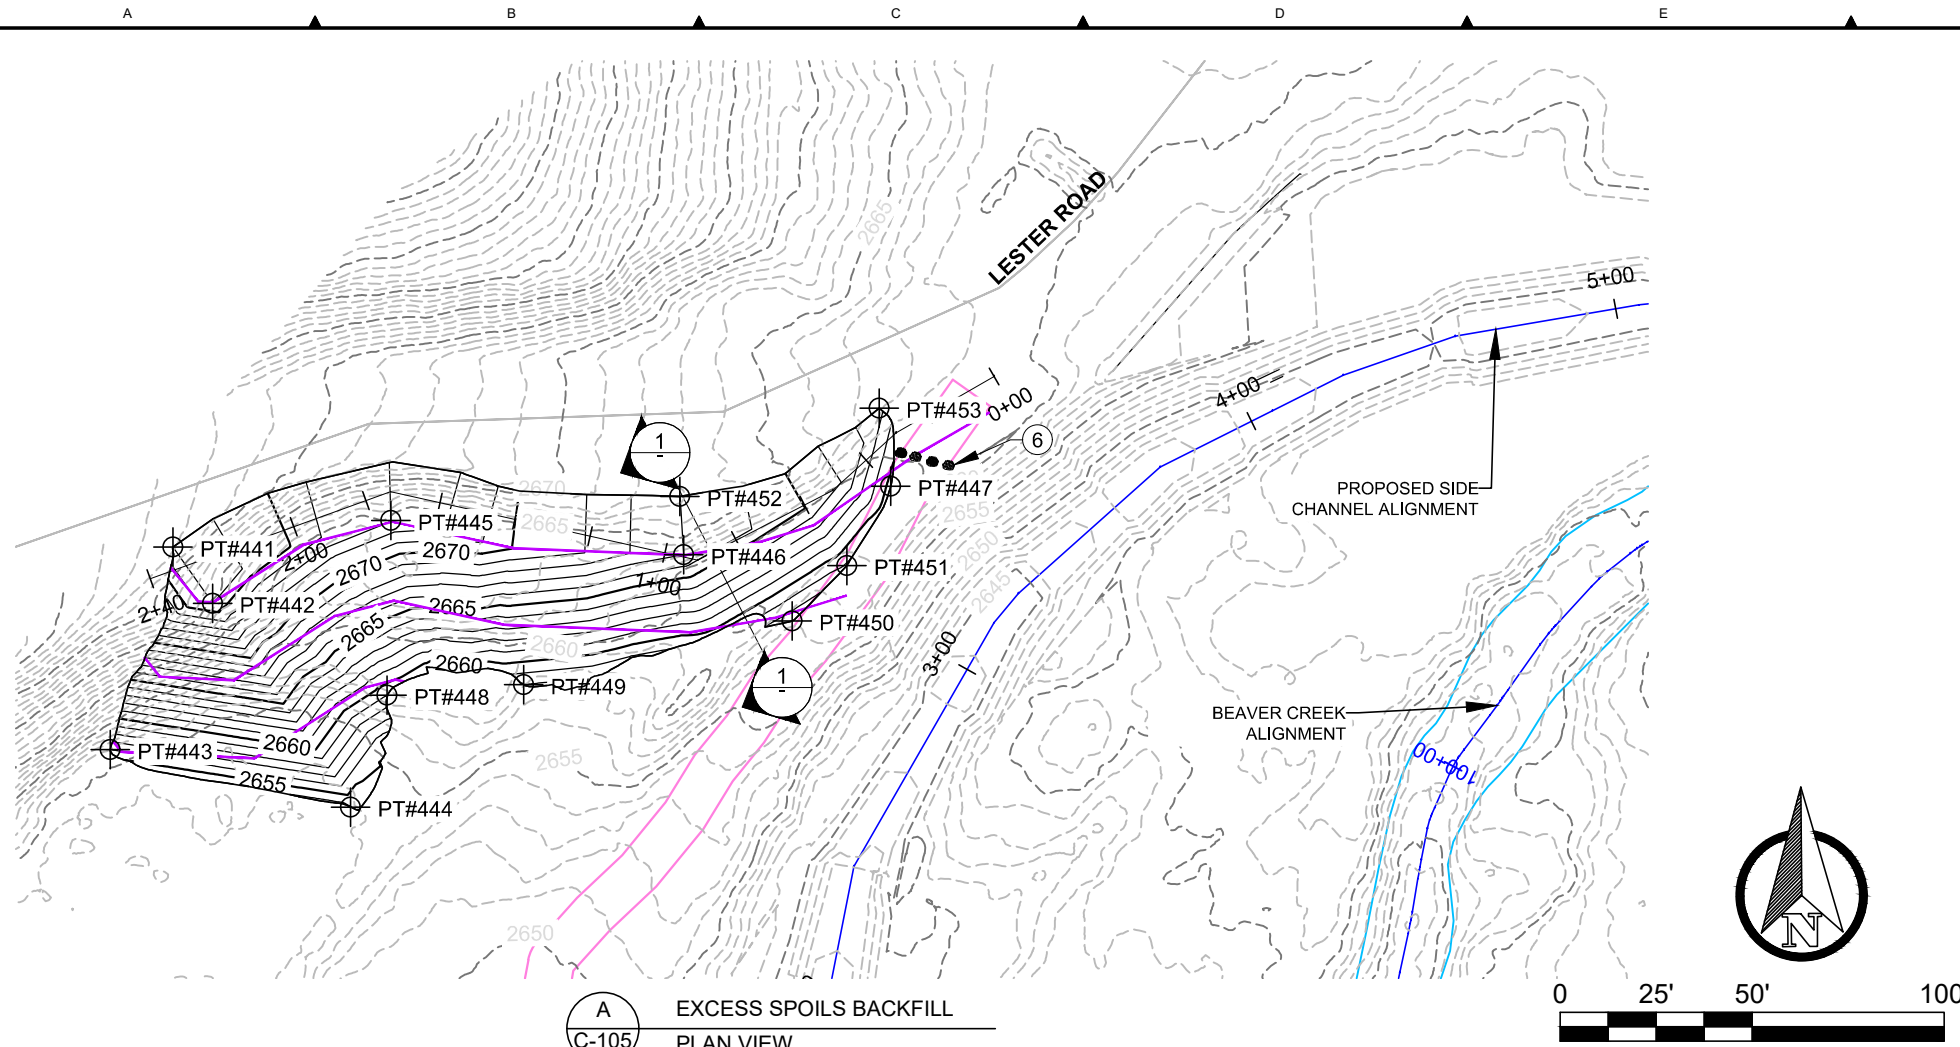 A B C D E
LESTER ROAD
2665
5+00
4+00
3+00
0+00
6
PROPOSED SIDE
CHANNEL ALIGNMENT
BEAVER CREEK
ALIGNMENT
100+00
PT#453
1
-
2670
PT#452
PT#447
2665
2655
PT#445
PT#441
2+00
2670
2670
PT#446
1+00
PT#451
2650
2645
2+40
PT#442
2665
2665
PT#450
2660
2660
PT#449
PT#448
1
-
PT#443
2660
2655
2655
PT#444
2650
N
A
C-105
EXCESS SPOILS BACKFILL
PLAN VIEW
0 25' 50' 100